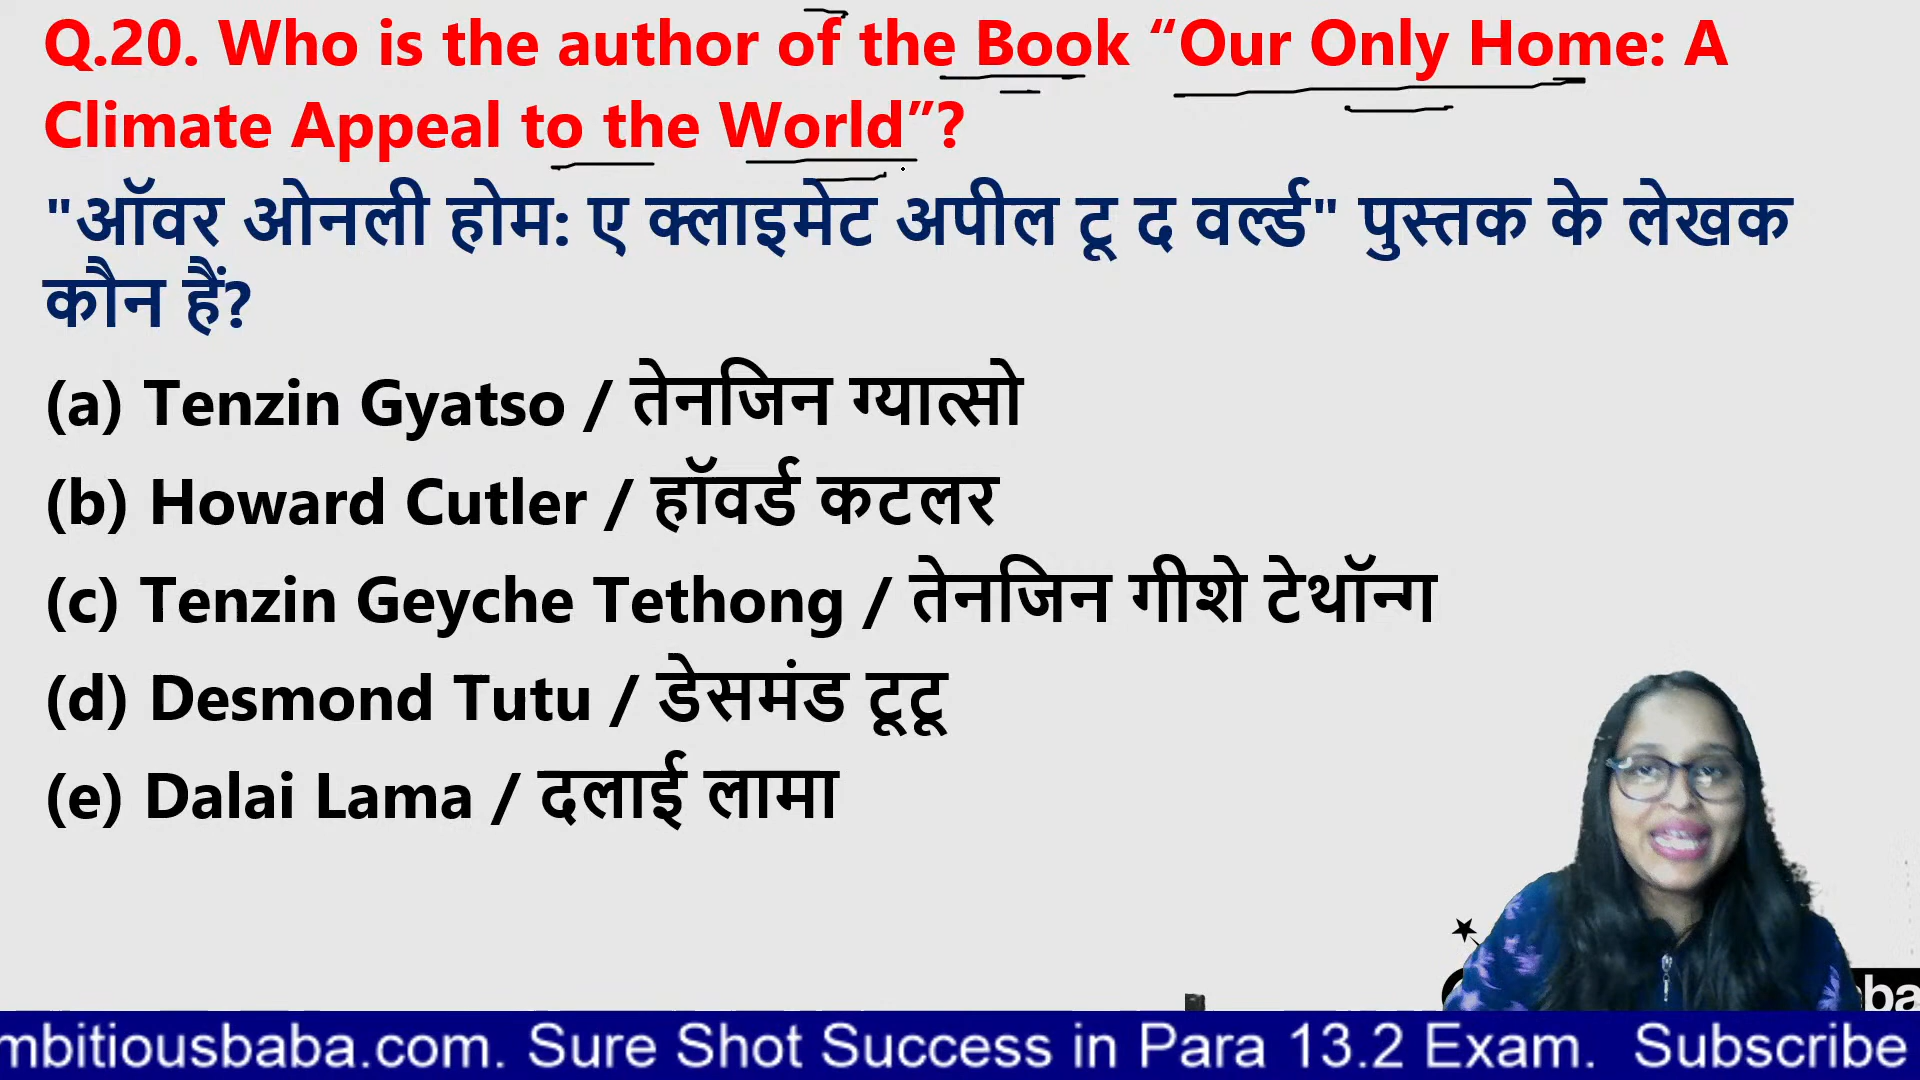 Q.20. Who is the author of the Book “Our Only Home: A
Climate Appeal to the World”?
"ऑवर ओनली होम: ए क्लाइमेट अपील टू द वर्ल्ड" पुस्तक के लेखक
कौन हैं?
(a) Tenzin Gyatso / तेनजिन ग्यात्सो
(b) Howard Cutler / हॉवर्ड कटलर
(c) Tenzin Geyche Tethong / तेनजिन गीशे टेथॉन्ग
(d) Desmond Tutu / डेसमंड टूटू
(e) Dalai Lama / दलाई लामा
ba
mbitiousbaba.com. Sure Shot Success in Para 13.2 Exam. Subscribe